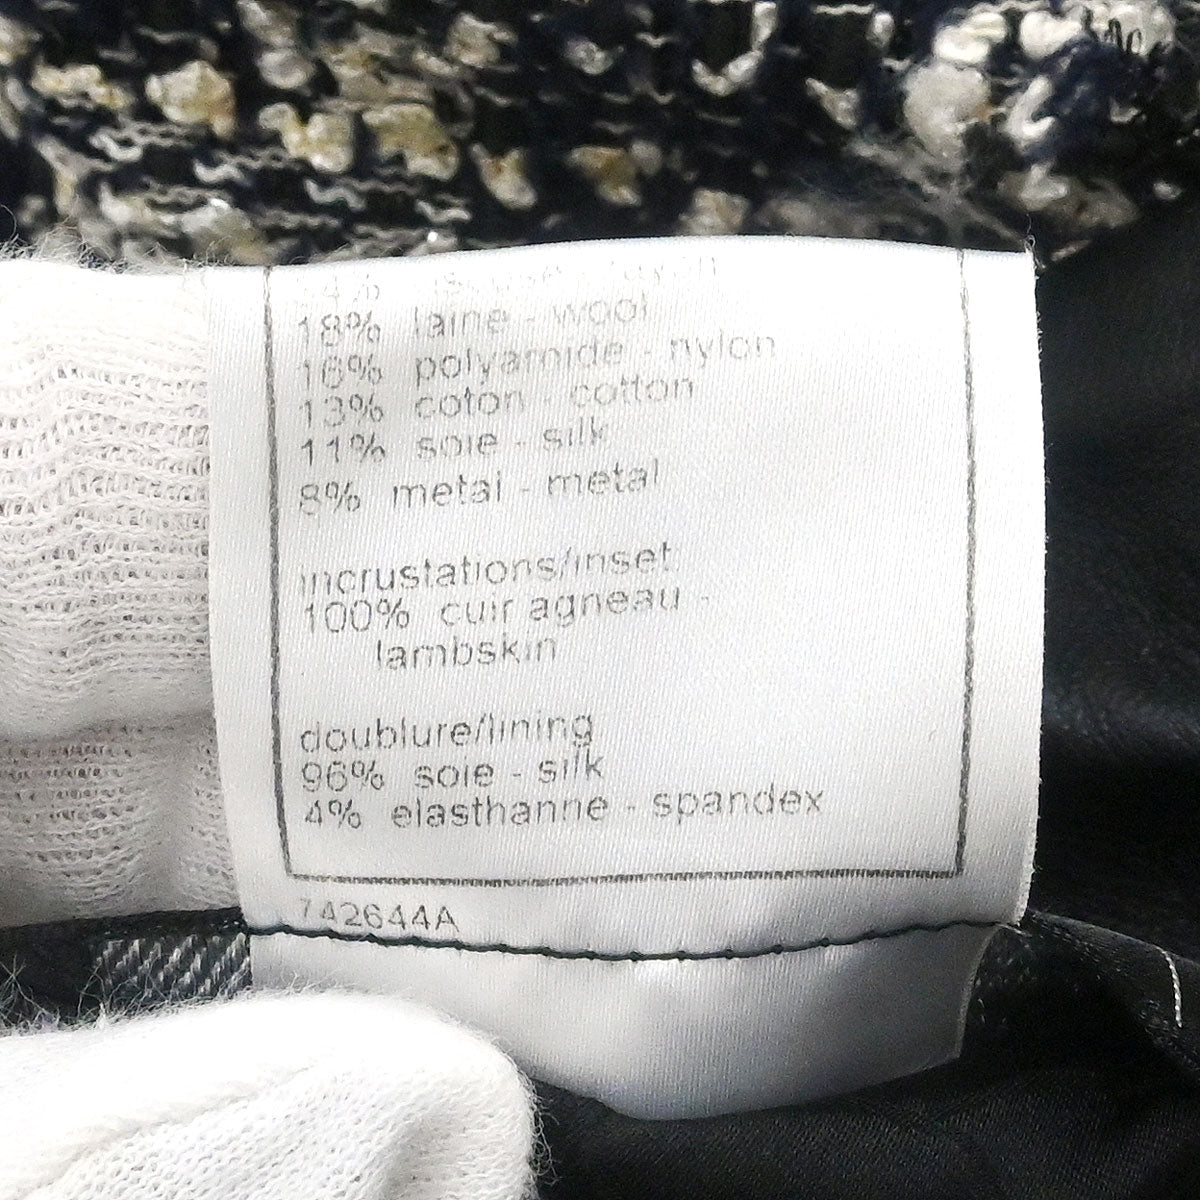 18% laine - wool
16% polyamide - nylon
13% coton - cotton
11% soie - silk
8% metal - metal
incrustations/inset:
100% cuir agneau -
lambskin
doublure/lining
96% soie - silk
4% elasthanne - spandex
742644A